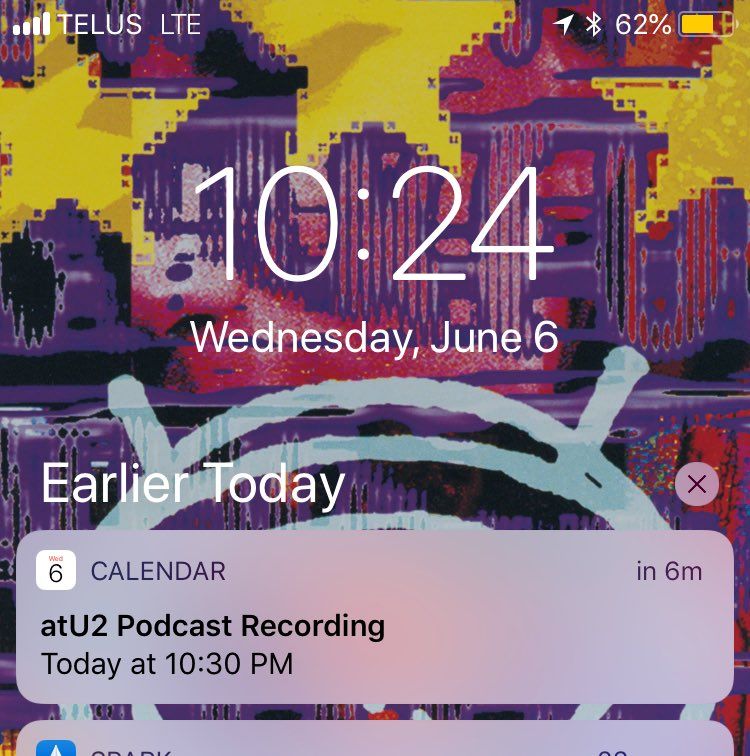 TELUS LTE 62%
10:24
Wednesday, June 6
Earlier Today
Wed
6 CALENDAR in 6m
atU2 Podcast Recording
Today at 10:30 PM
SPARK